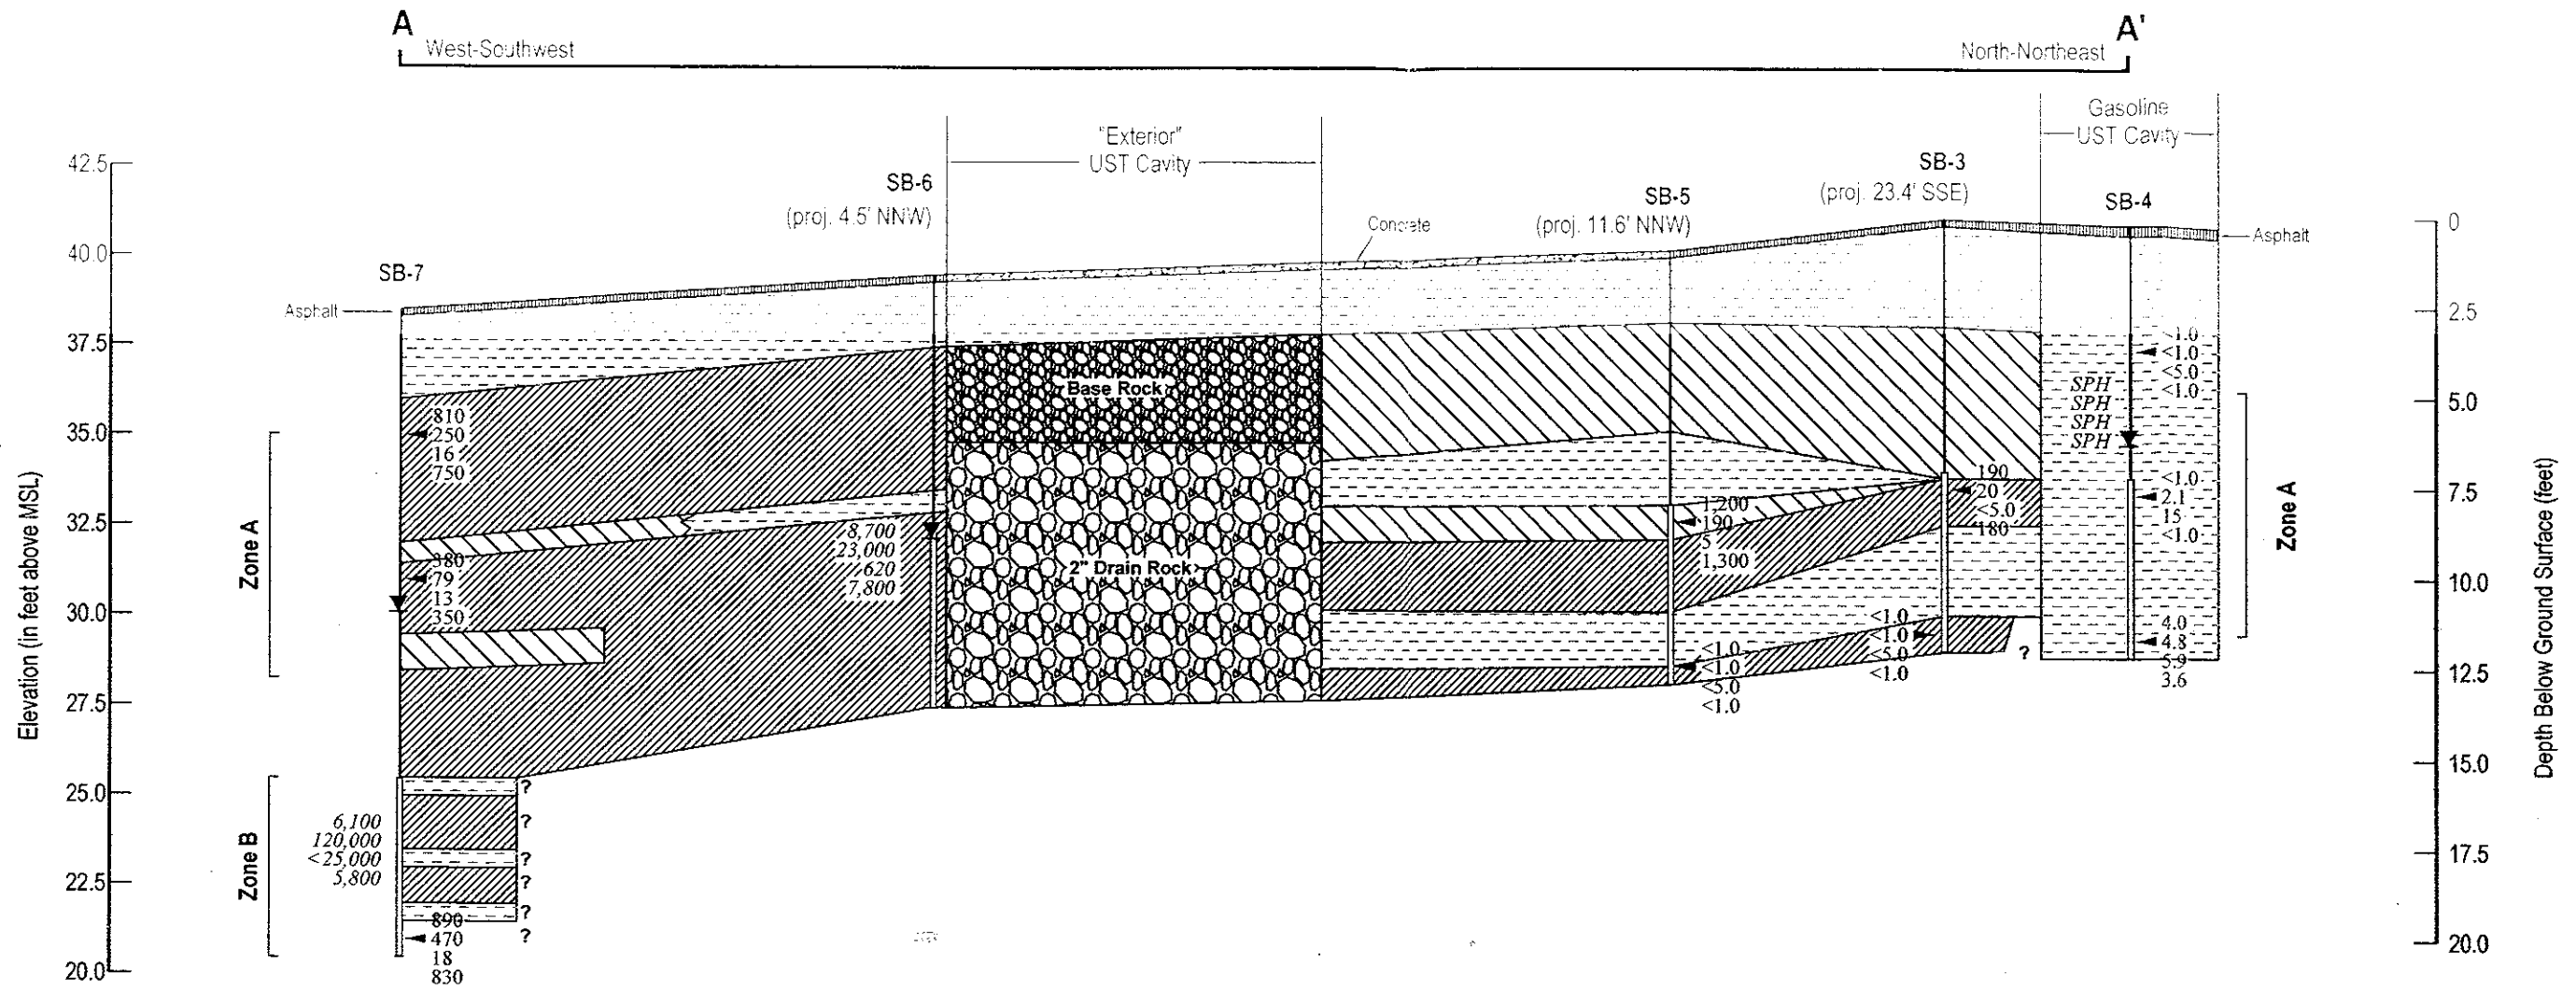 A
A'
West-Southwest
North-Northeast
"Exterior"
UST Cavity
Gasoline
UST Cavity
SB-7
SB-6
(proj. 4.5' NNW)
SB-5
(proj. 11.6' NNW)
SB-3
(proj. 23.4' SSE)
SB-4
Concrete
Asphalt
Asphalt
Elevation (in feet above MSL)
42.5
40.0
37.5
35.0
32.5
30.0
27.5
25.0
22.5
20.0
Zone A
Zone B
810
250
16
750
380
79
13
350
6,100
120,000
<25,000
5,800
890
470
18
830
?
?
?
?
?
?
8,700
23,000
620
7,800
Base Rock
2" Drain Rock
1,200
190
5
1,300
<1.0
<1.0
<5.0
<1.0
190
20
<5.0
180
<1.0
<1.0
<5.0
<1.0
?
SPH
SPH
SPH
SPH
<1.0
<1.0
<5.0
<1.0
<1.0
2.1
15
<1.0
4.0
4.8
5.9
3.6
Zone A
0
2.5
5.0
7.5
10.0
12.5
15.0
17.5
20.0
Depth Below Ground Surface (feet)